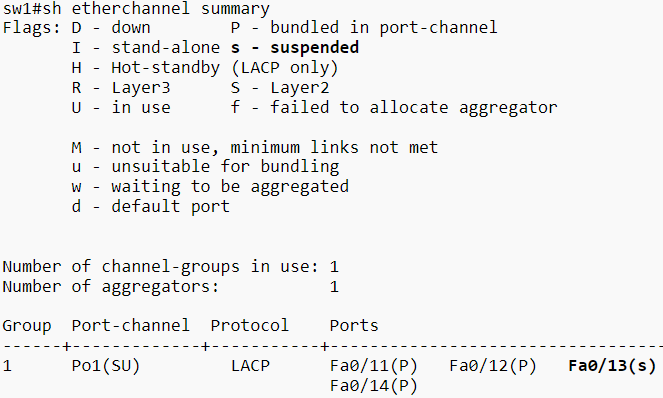 sw1#sh etherchannel summary
Flags: D - down     P - bundled in port-channel
       I - stand-alone s - suspended
       H - Hot-standby (LACP only)
       R - Layer3     S - Layer2
       U - in use     f - failed to allocate aggregator

       M - not in use, minimum links not met
       u - unsuitable for bundling
       w - waiting to be aggregated
       d - default port

Number of channel-groups in use: 1
Number of aggregators:           1

Group  Port-channel  Protocol    Ports
------+-------------+-----------+----------------------------------
1      Po1(SU)         LACP      Fa0/11(P)   Fa0/12(P)   Fa0/13(s)
                                 Fa0/14(P)